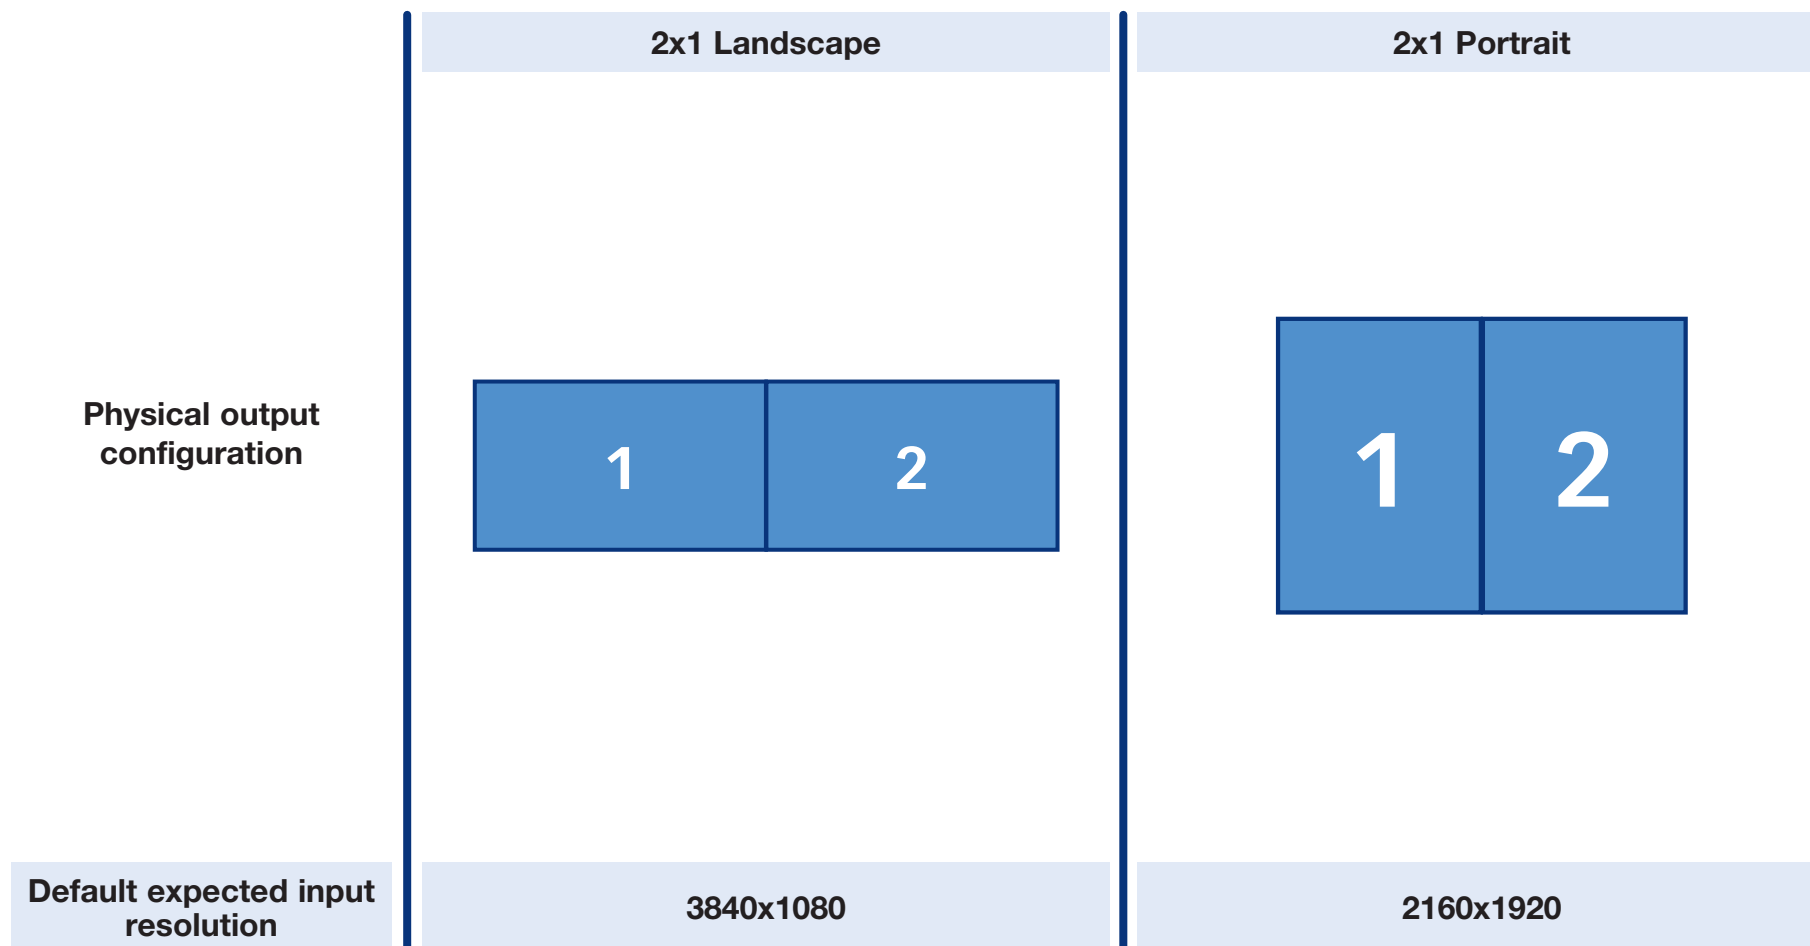 2x1 Landscape
2x1 Portrait
Physical output
configuration
1
2
1
2
Default expected input
resolution
3840x1080
2160x1920